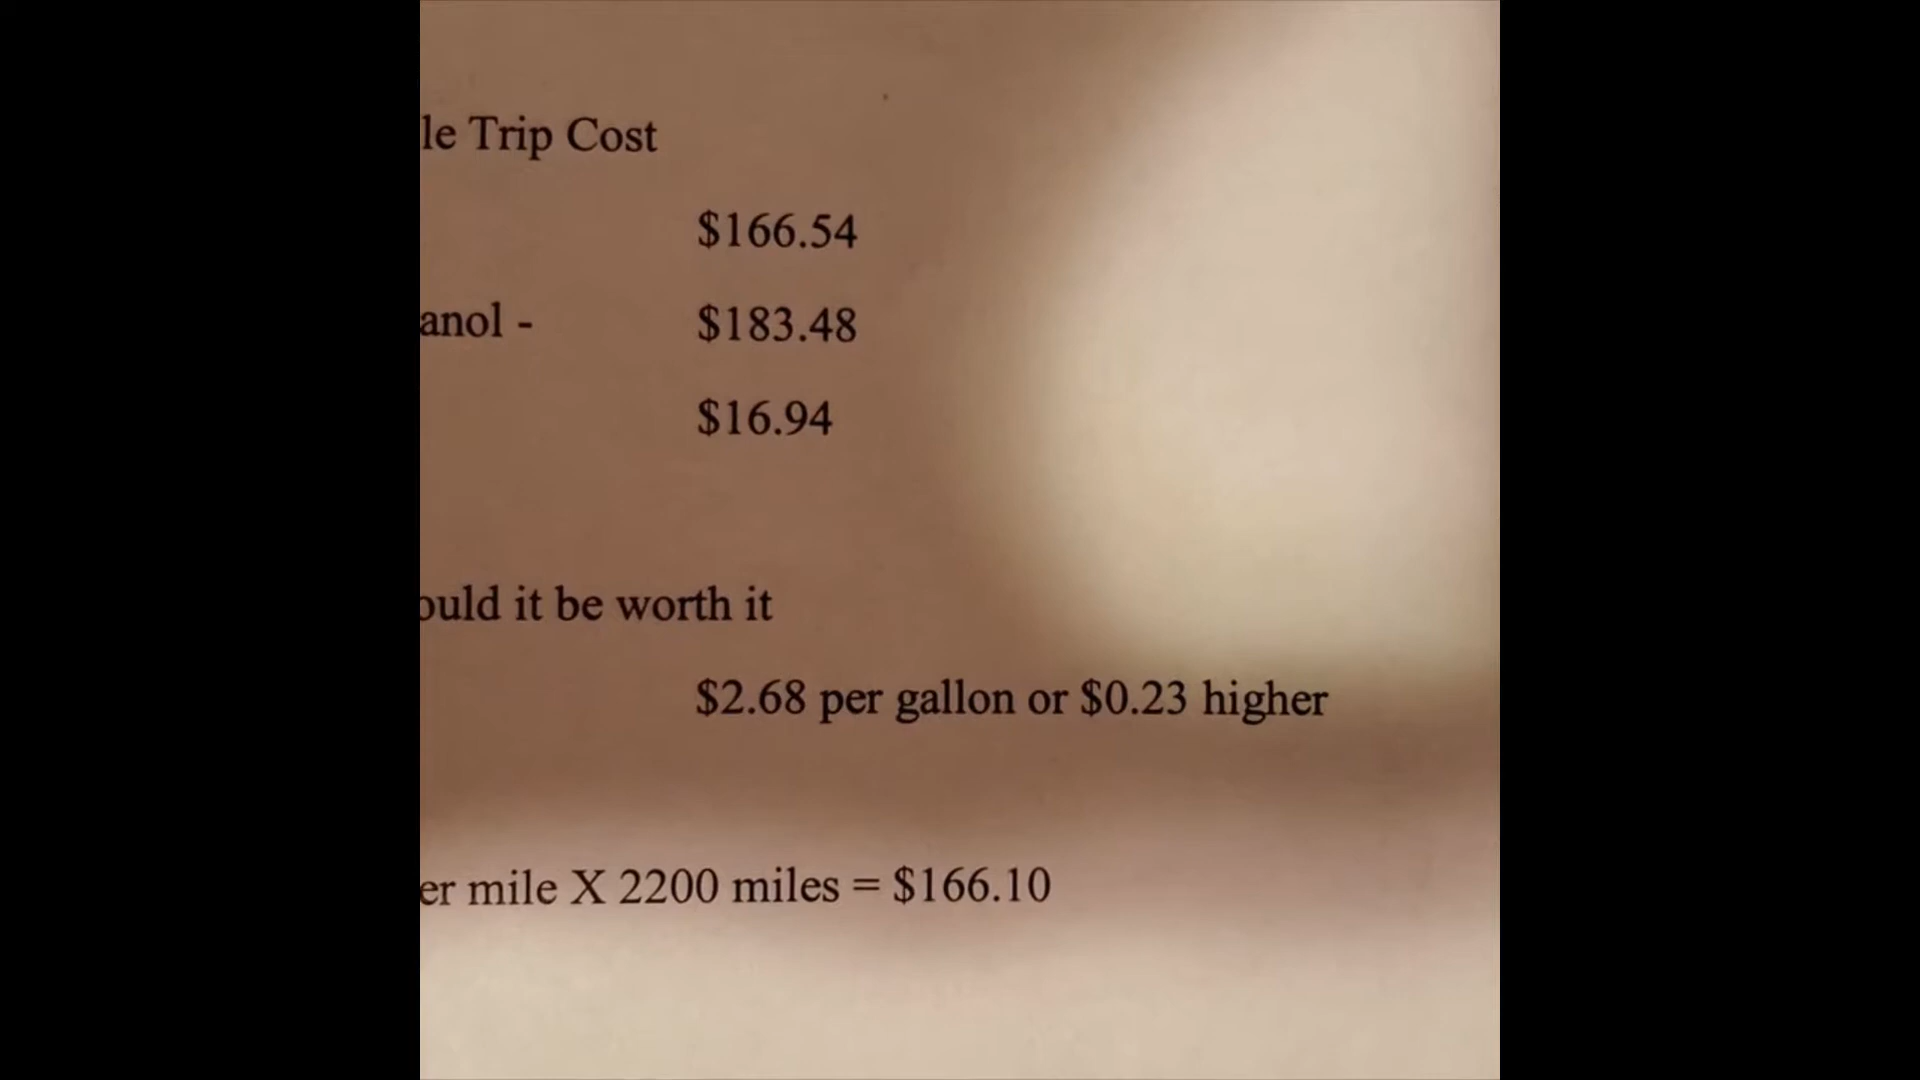 le Trip Cost
$166.54
anol - $183.48
$16.94
ould it be worth it
$2.68 per gallon or $0.23 higher
er mile X 2200 miles = $166.10